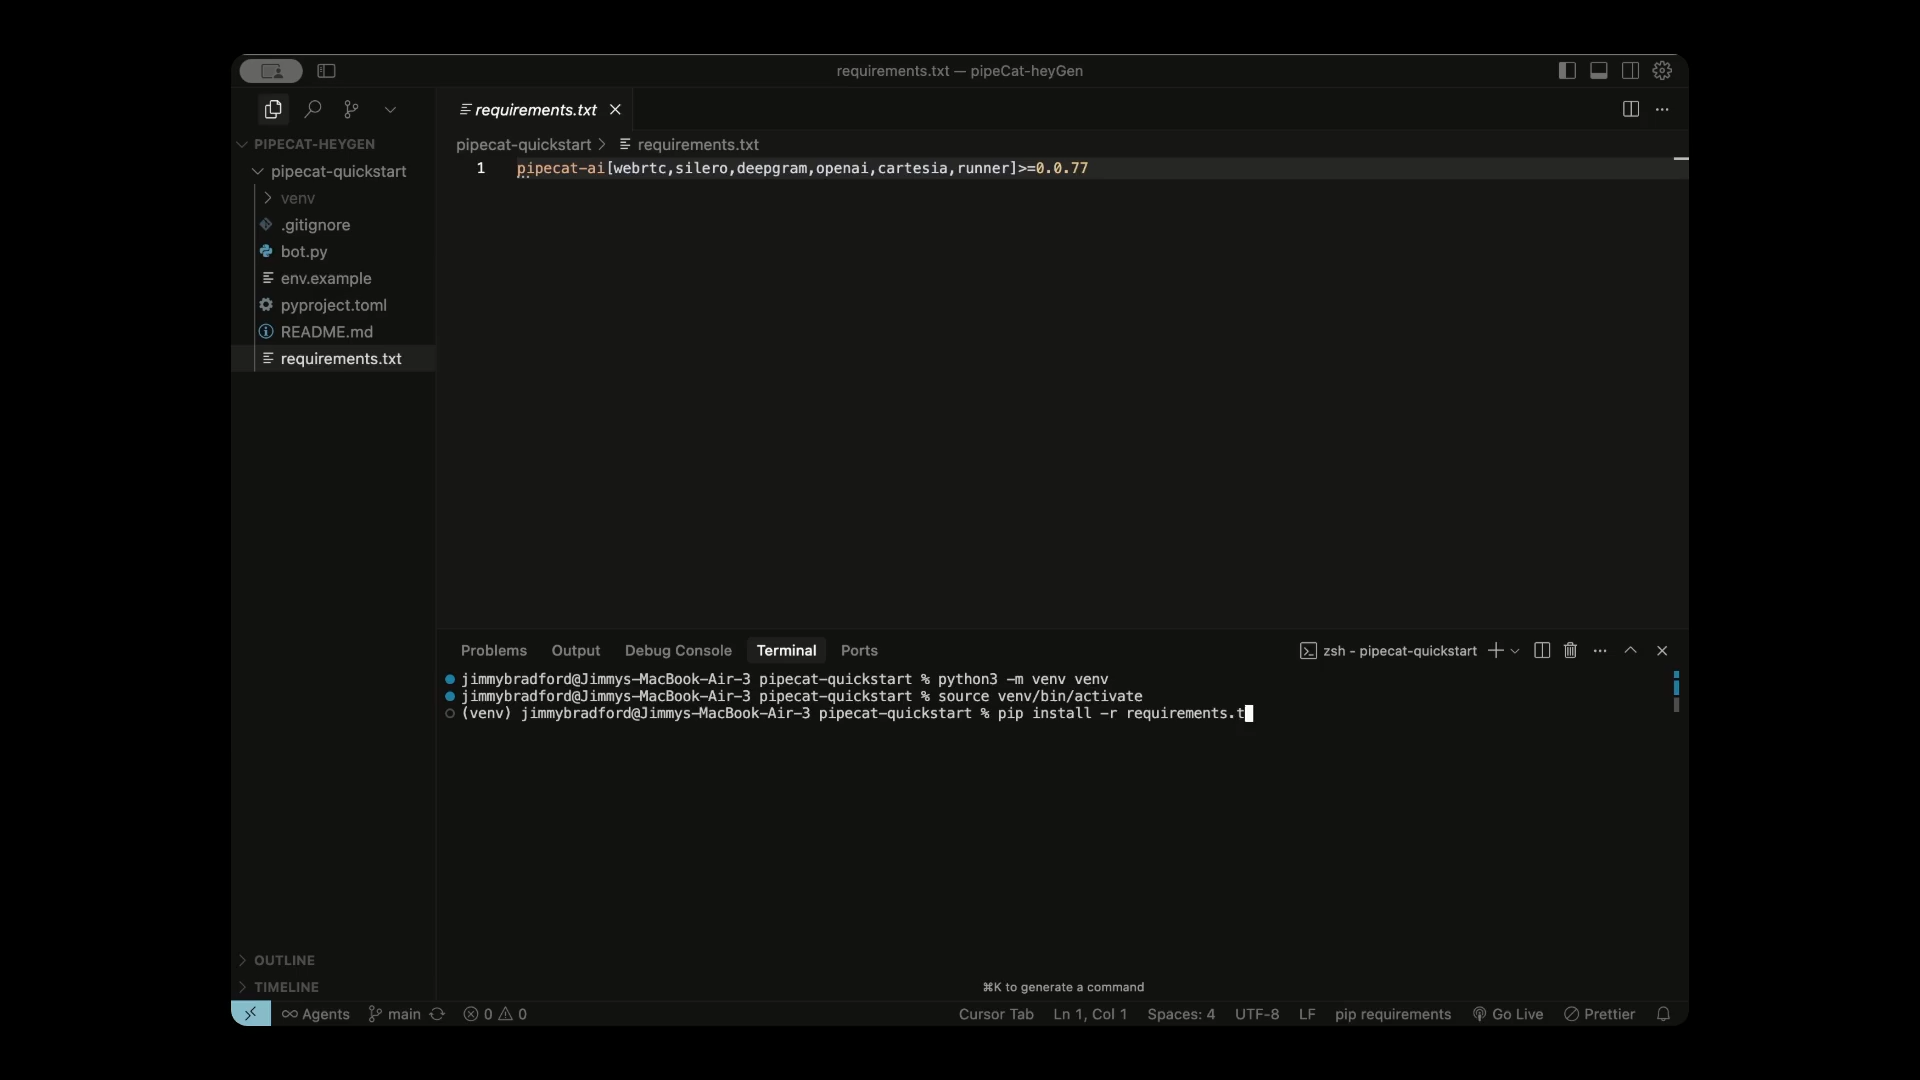 requirements.txt — pipeCat-heyGen
requirements.txt
PIPECAT-HEYGEN
pipecat-quickstart
venv
.gitignore
bot.py
env.example
pyproject.toml
README.md
requirements.txt
pipecat-quickstart > requirements.txt
1 pipecat-ai[webrtc,silero,deepgram,openai,cartesia,runner]>=0.0.77
Problems Output Debug Console Terminal Ports
zsh - pipecat-quickstart
jimmybradford@Jimmys-MacBook-Air-3 pipecat-quickstart % python3 -m venv venv
jimmybradford@Jimmys-MacBook-Air-3 pipecat-quickstart % source venv/bin/activate
(venv) jimmybradford@Jimmys-MacBook-Air-3 pipecat-quickstart % pip install -r requirements.t
⌘K to generate a command
OUTLINE
TIMELINE
Agents main 0 0 Cursor Tab Ln 1, Col 1 Spaces: 4 UTF-8 LF pip requirements Go Live Prettier